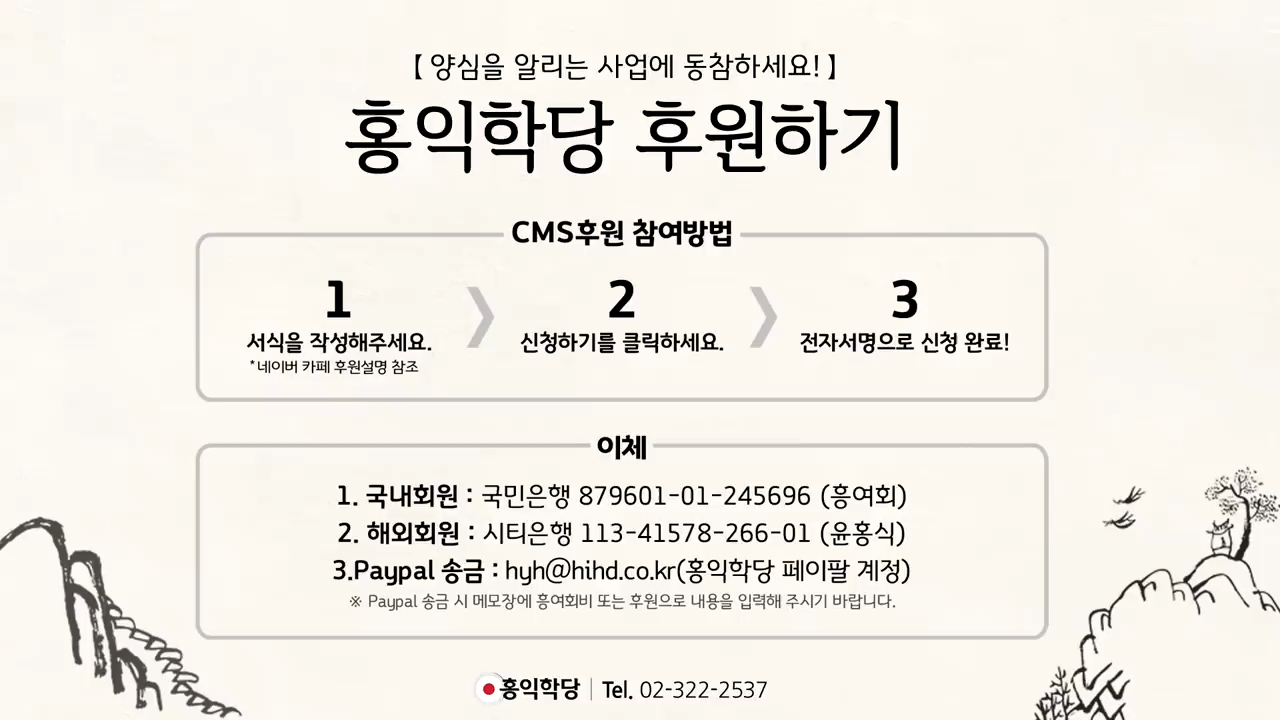 【 양심을 알리는 사업에 동참하세요! 】
홍익학당 후원하기
CMS후원 참여방법
1
서식을 작성해주세요.
*네이버 카페 후원설명 참조
2
신청하기를 클릭하세요.
3
전자서명으로 신청 완료!
이체
1. 국내회원 : 국민은행 879601-01-245696 (흥여회)
2. 해외회원 : 시티은행 113-41578-266-01 (윤홍식)
3.Paypal 송금 : hyh@hihd.co.kr(홍익학당 페이팔 계정)
※ Paypal 송금 시 메모장에 흥여회비 또는 후원으로 내용을 입력해 주시기 바랍니다.
홍익학당 | Tel. 02-322-2537